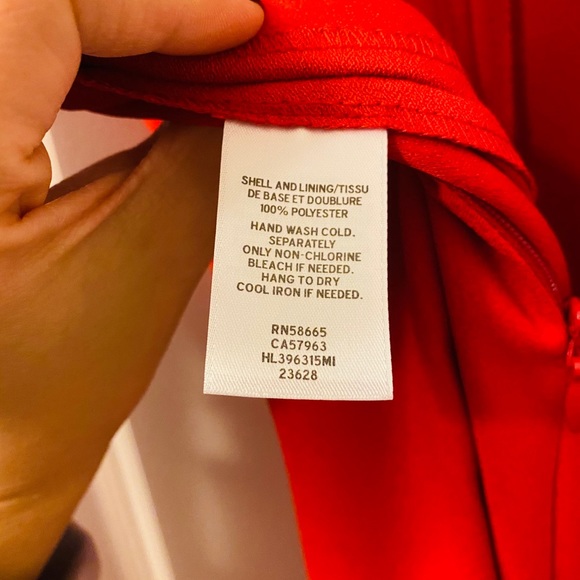 SHELL AND LINING/TISSU
DE BASE ET DOUBLURE
100% POLYESTER
HAND WASH COLD.
SEPARATELY
ONLY NON-CHLORINE
BLEACH IF NEEDED.
HANG TO DRY
COOL IRON IF NEEDED.
RN58665
CA57963
HL396315MI
23628